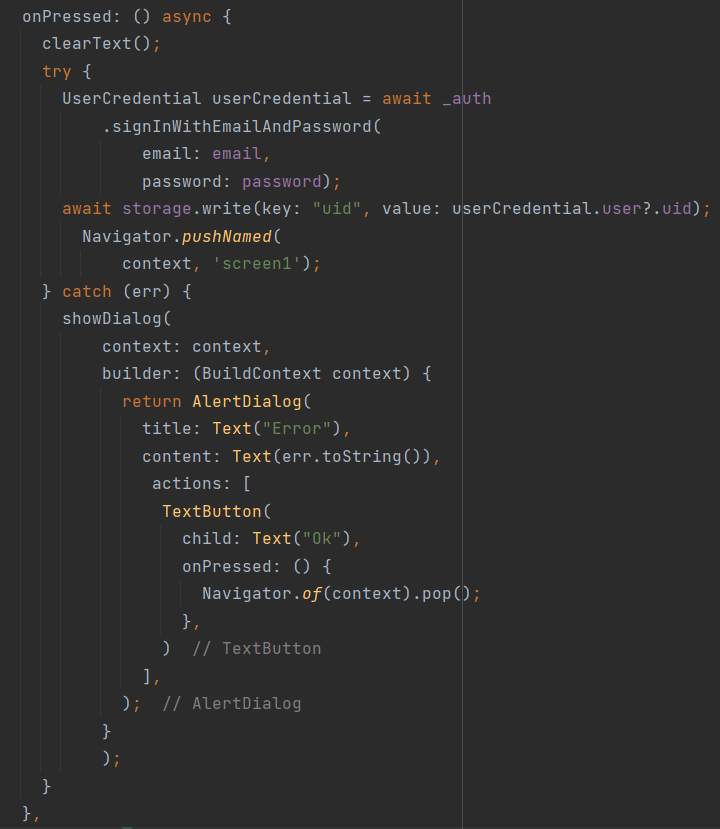 onPressed: () async {
clearText();
try {
UserCredential userCredential = await _auth
.signInWithEmailAndPassword(
email: email,
password: password);
await storage.write(key: "uid", value: userCredential.user?.uid);
Navigator.pushNamed(
context, 'screen1');
} catch (err) {
showDialog(
context: context,
builder: (BuildContext context) {
return AlertDialog(
title: Text("Error"),
content: Text(err.toString()),
actions: [
TextButton(
child: Text("Ok"),
onPressed: () {
Navigator.of(context).pop();
},
) // TextButton
],
); // AlertDialog
}
);
}
},